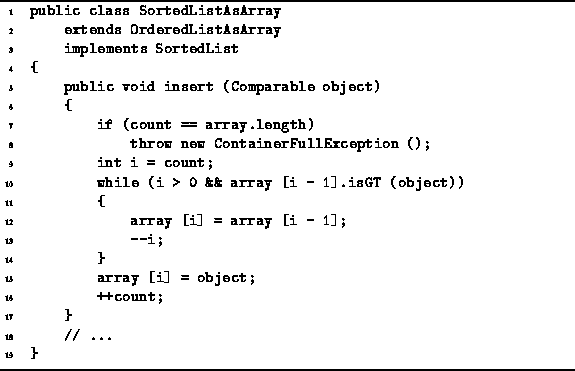 1 public class SortedListAsArray
2 extends OrderedListAsArray
3 implements SortedList
4 {
5 public void insert (Comparable object)
6 {
7 if (count == array.length)
8 throw new ContainerFullException ();
9 int i = count;
10 while (i > 0 && array [i - 1].isGT (object))
11 {
12 array [i] = array [i - 1];
13 --i;
14 }
15 array [i] = object;
16 ++count;
17 }
18 // ...
19 }